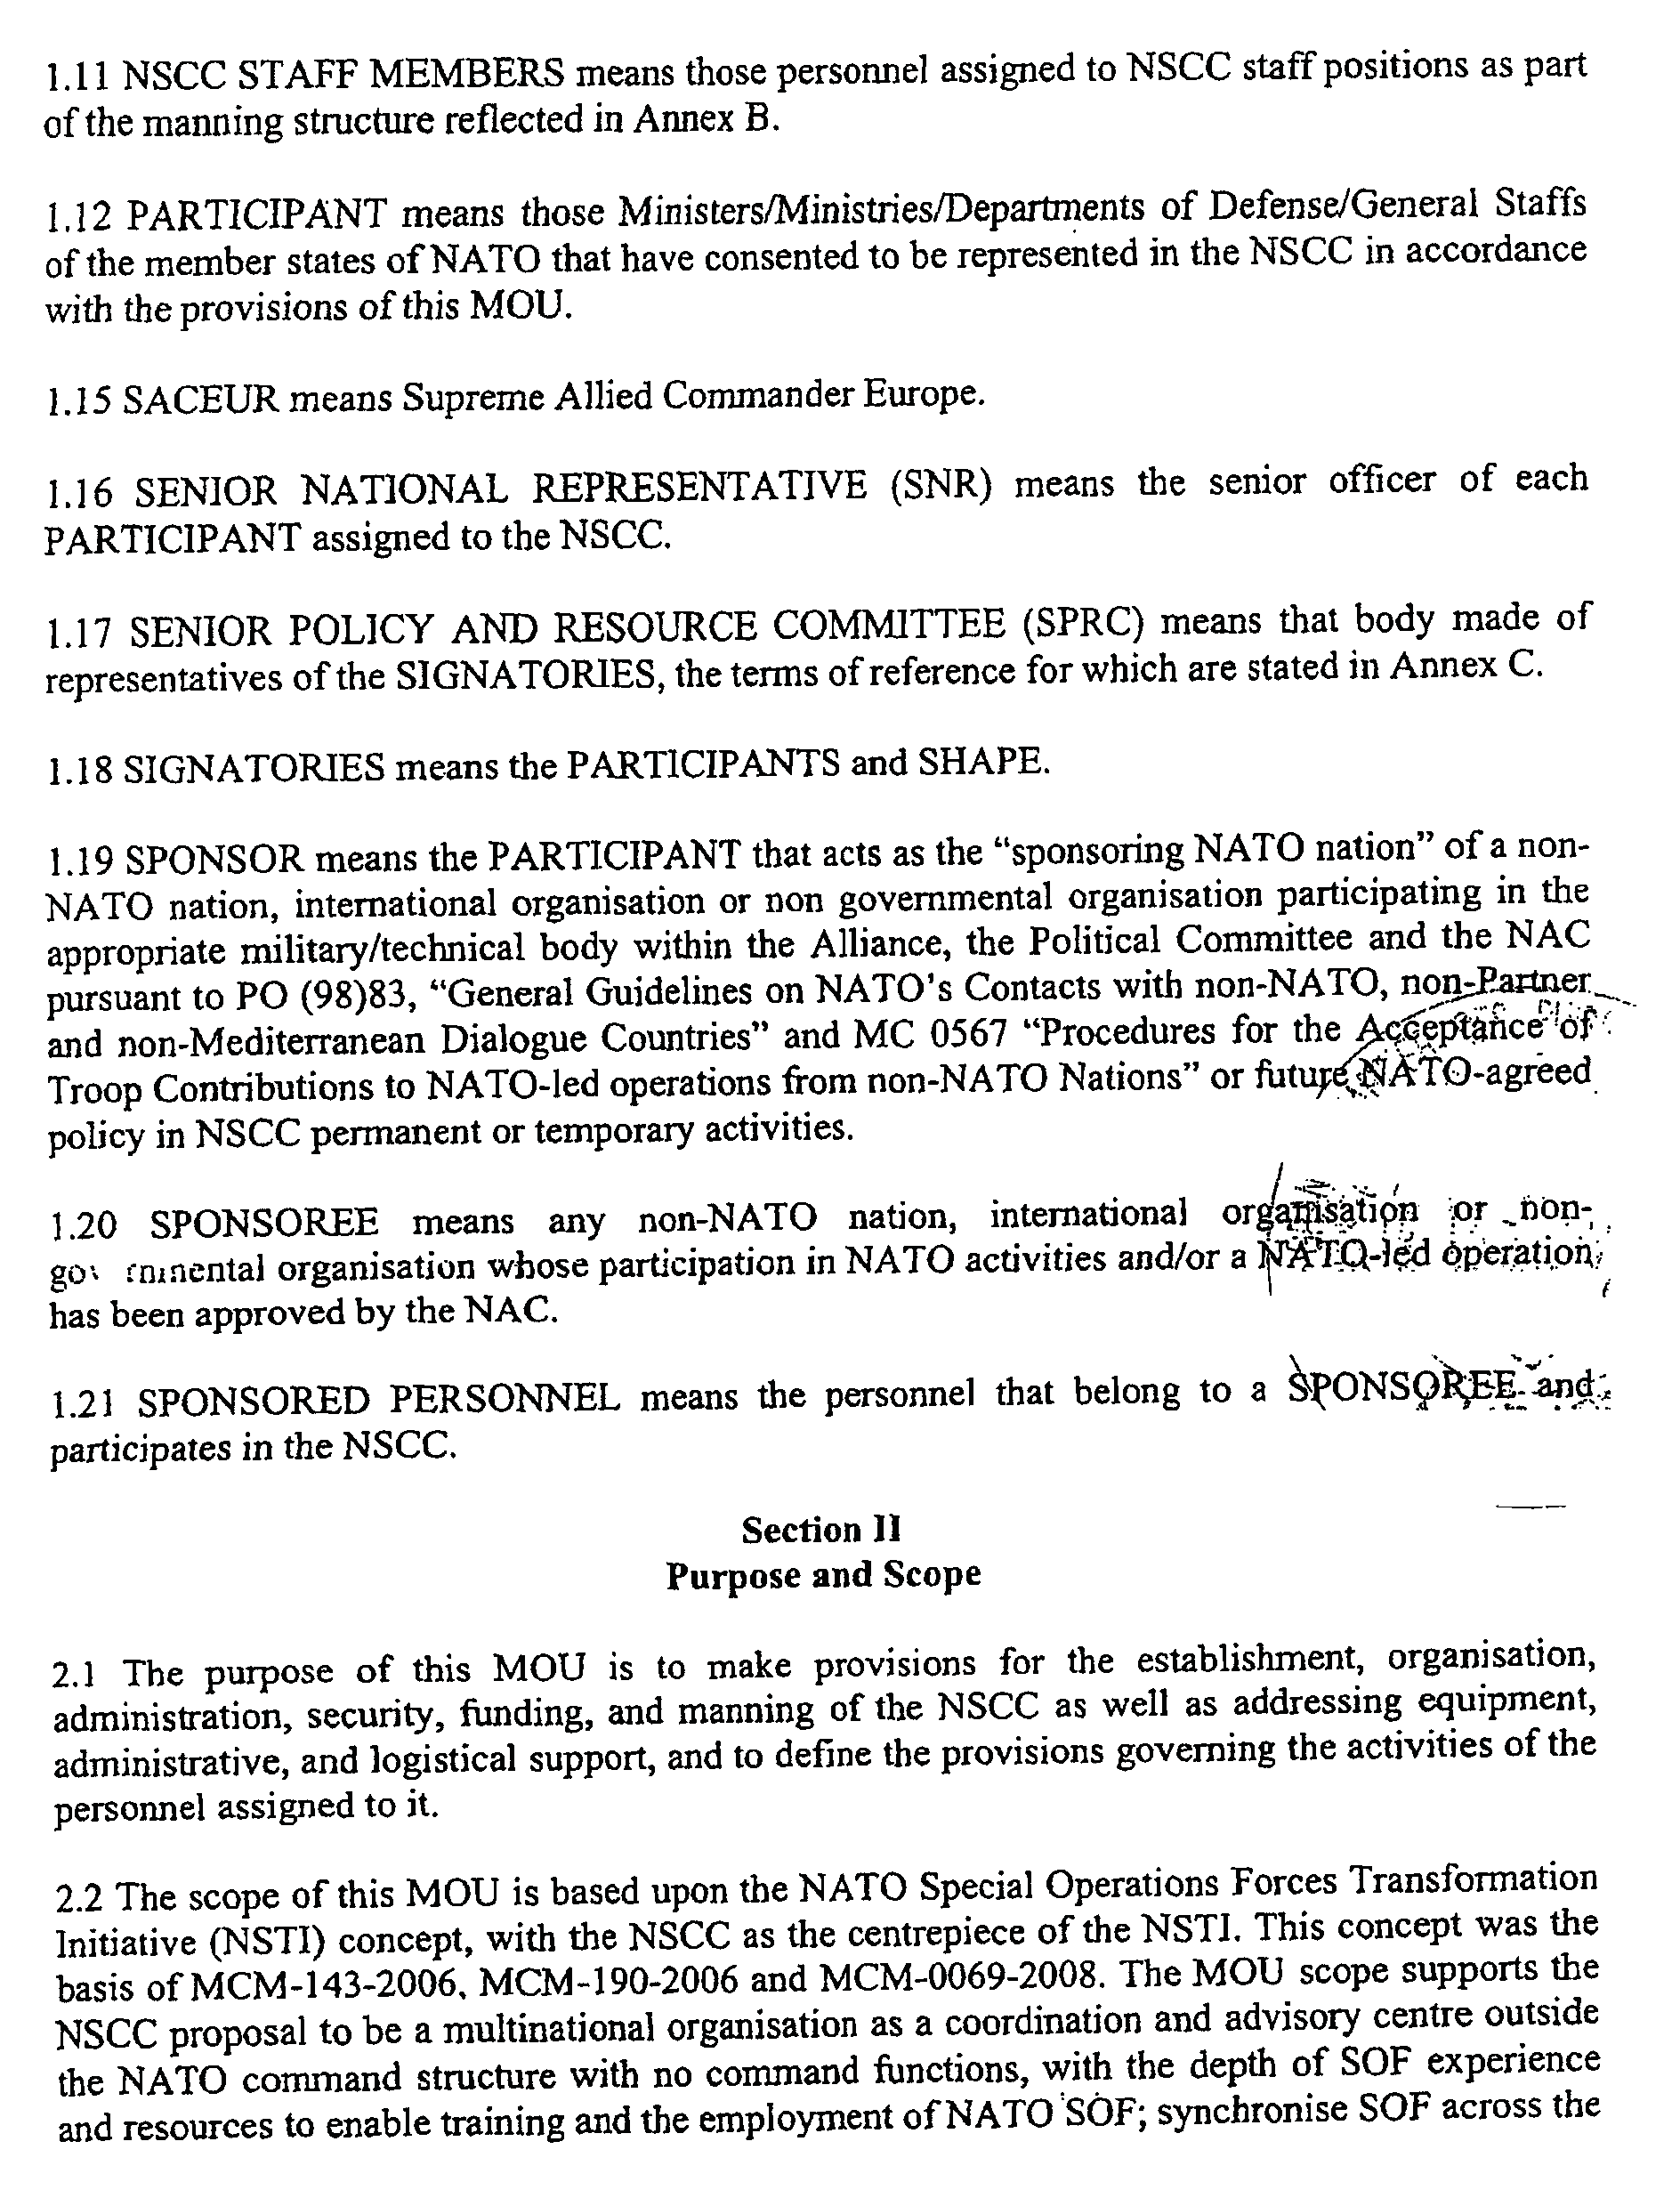 1.11 NSCC STAFF MEMBERS means those personnel assigned to NSCC staff positions as part
of the manning structure reflected in Annex B.
1.12 PARTICIPANT means those Ministers/Ministries/Departments of Defense/General Staffs
of the member states of NATO that have consented to be represented in the NSCC in accordance
with the provisions of this MOU.
1.15 SACEUR means Supreme Allied Commander Europe.
1.16 SENIOR NATIONAL REPRESENTATIVE (SNR) means the senior officer of each
PARTICIPANT assigned to the NSCC.
1.17 SENIOR POLICY AND RESOURCE COMMITTEE (SPRC) means that body made of
representatives of the SIGNATORIES, the terms of reference for which are stated in Annex C.
1.18 SIGNATORIES means the PARTICIPANTS and SHAPE.
1.19 SPONSOR means the PARTICIPANT that acts as the “sponsoring NATO nation” of a non-
NATO nation, international organisation or non governmental organisation participating in the
appropriate military/technical body within the Alliance, the Political Committee and the NAC
pursuant to PO (98)83, “General Guidelines on NATO’s Contacts with non-NATO, non-Partner
and non-Mediterranean Dialogue Countries” and MC 0567 “Procedures for the Acceptance of
Troop Contributions to NATO-led operations from non-NATO Nations” or future NATO-agreed
policy in NSCC permanent or temporary activities.
1.20 SPONSOREE means any non-NATO nation, international organisation or non-
governmental organisation whose participation in NATO activities and/or a NATO-led operation
has been approved by the NAC.
1.21 SPONSORED PERSONNEL means the personnel that belong to a SPONSOREE and
participates in the NSCC.
Section II
Purpose and Scope
2.1 The purpose of this MOU is to make provisions for the establishment, organisation,
administration, security, funding, and manning of the NSCC as well as addressing equipment,
administrative, and logistical support, and to define the provisions governing the activities of the
personnel assigned to it.
2.2 The scope of this MOU is based upon the NATO Special Operations Forces Transformation
Initiative (NSTI) concept, with the NSCC as the centrepiece of the NSTI. This concept was the
basis of MCM-143-2006, MCM-190-2006 and MCM-0069-2008. The MOU scope supports the
NSCC proposal to be a multinational organisation as a coordination and advisory centre outside
the NATO command structure with no command functions, with the depth of SOF experience
and resources to enable training and the employment of NATO SOF; synchronise SOF across the